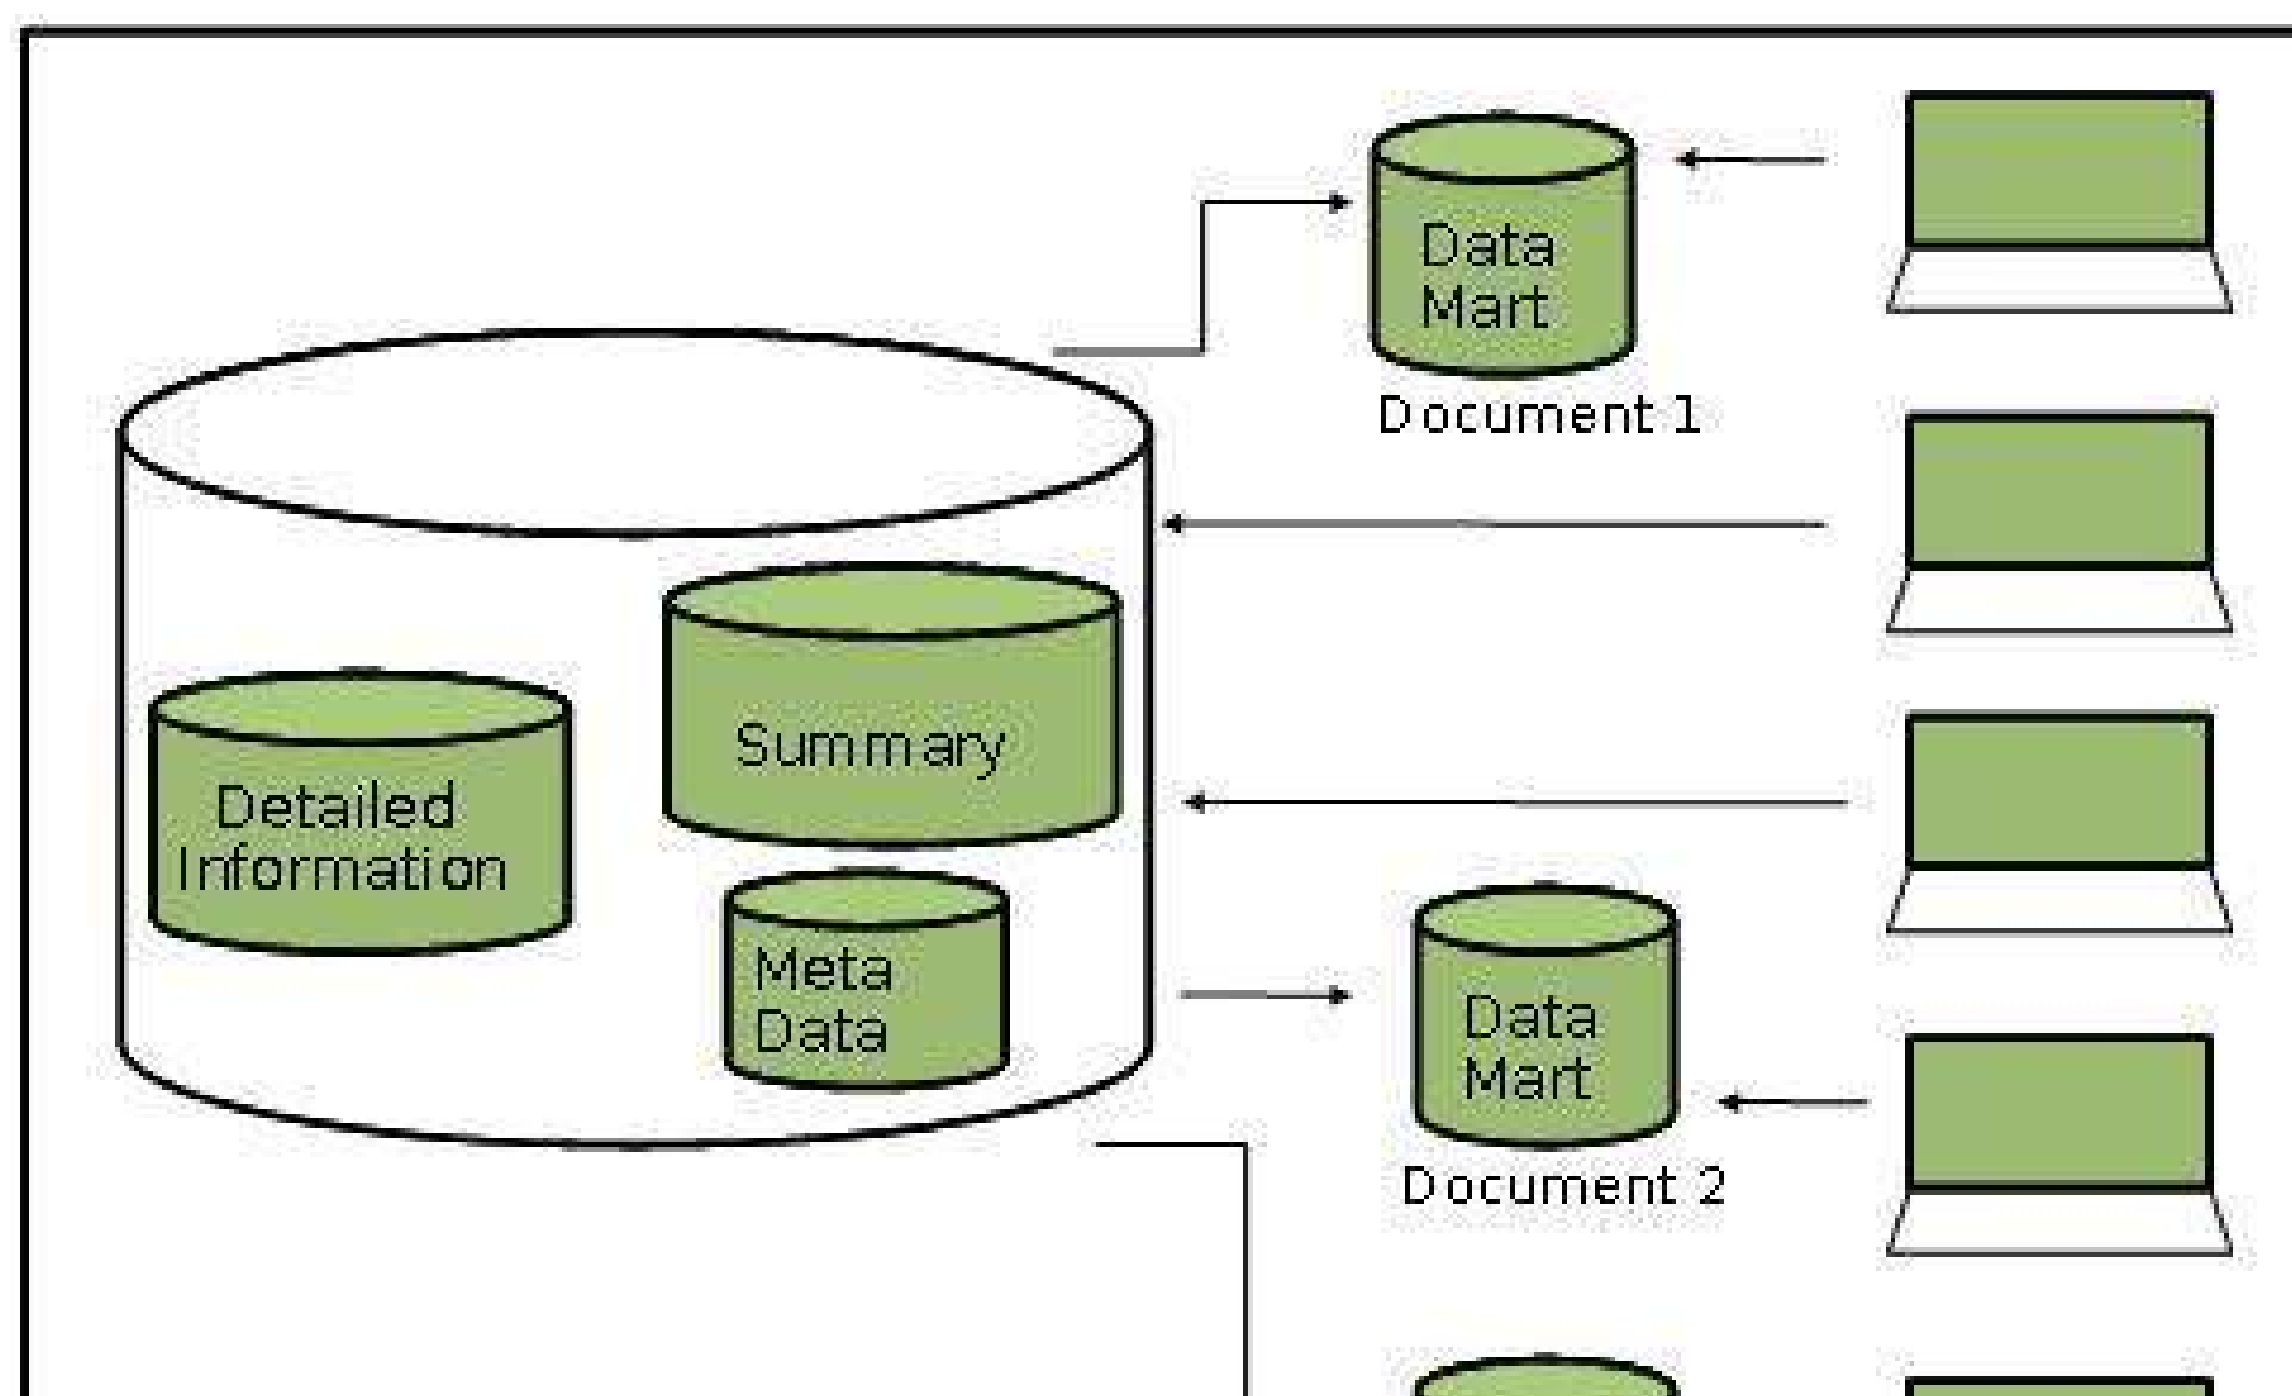 Data
Mart
Document 1
Summary
Detailed
Information
Meta
Data
Data
Mart
Document 2